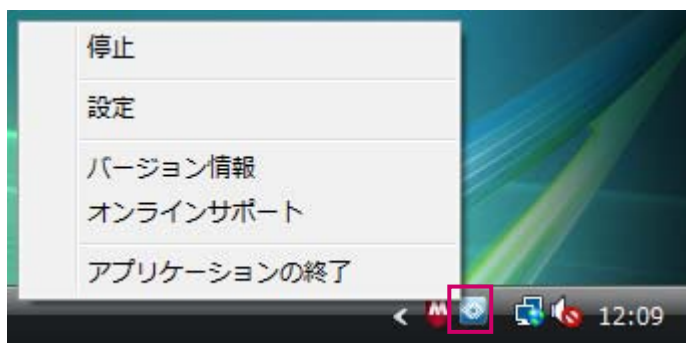 停止
設定
バージョン情報
オンラインサポート
アプリケーションの終了
< M 12:09